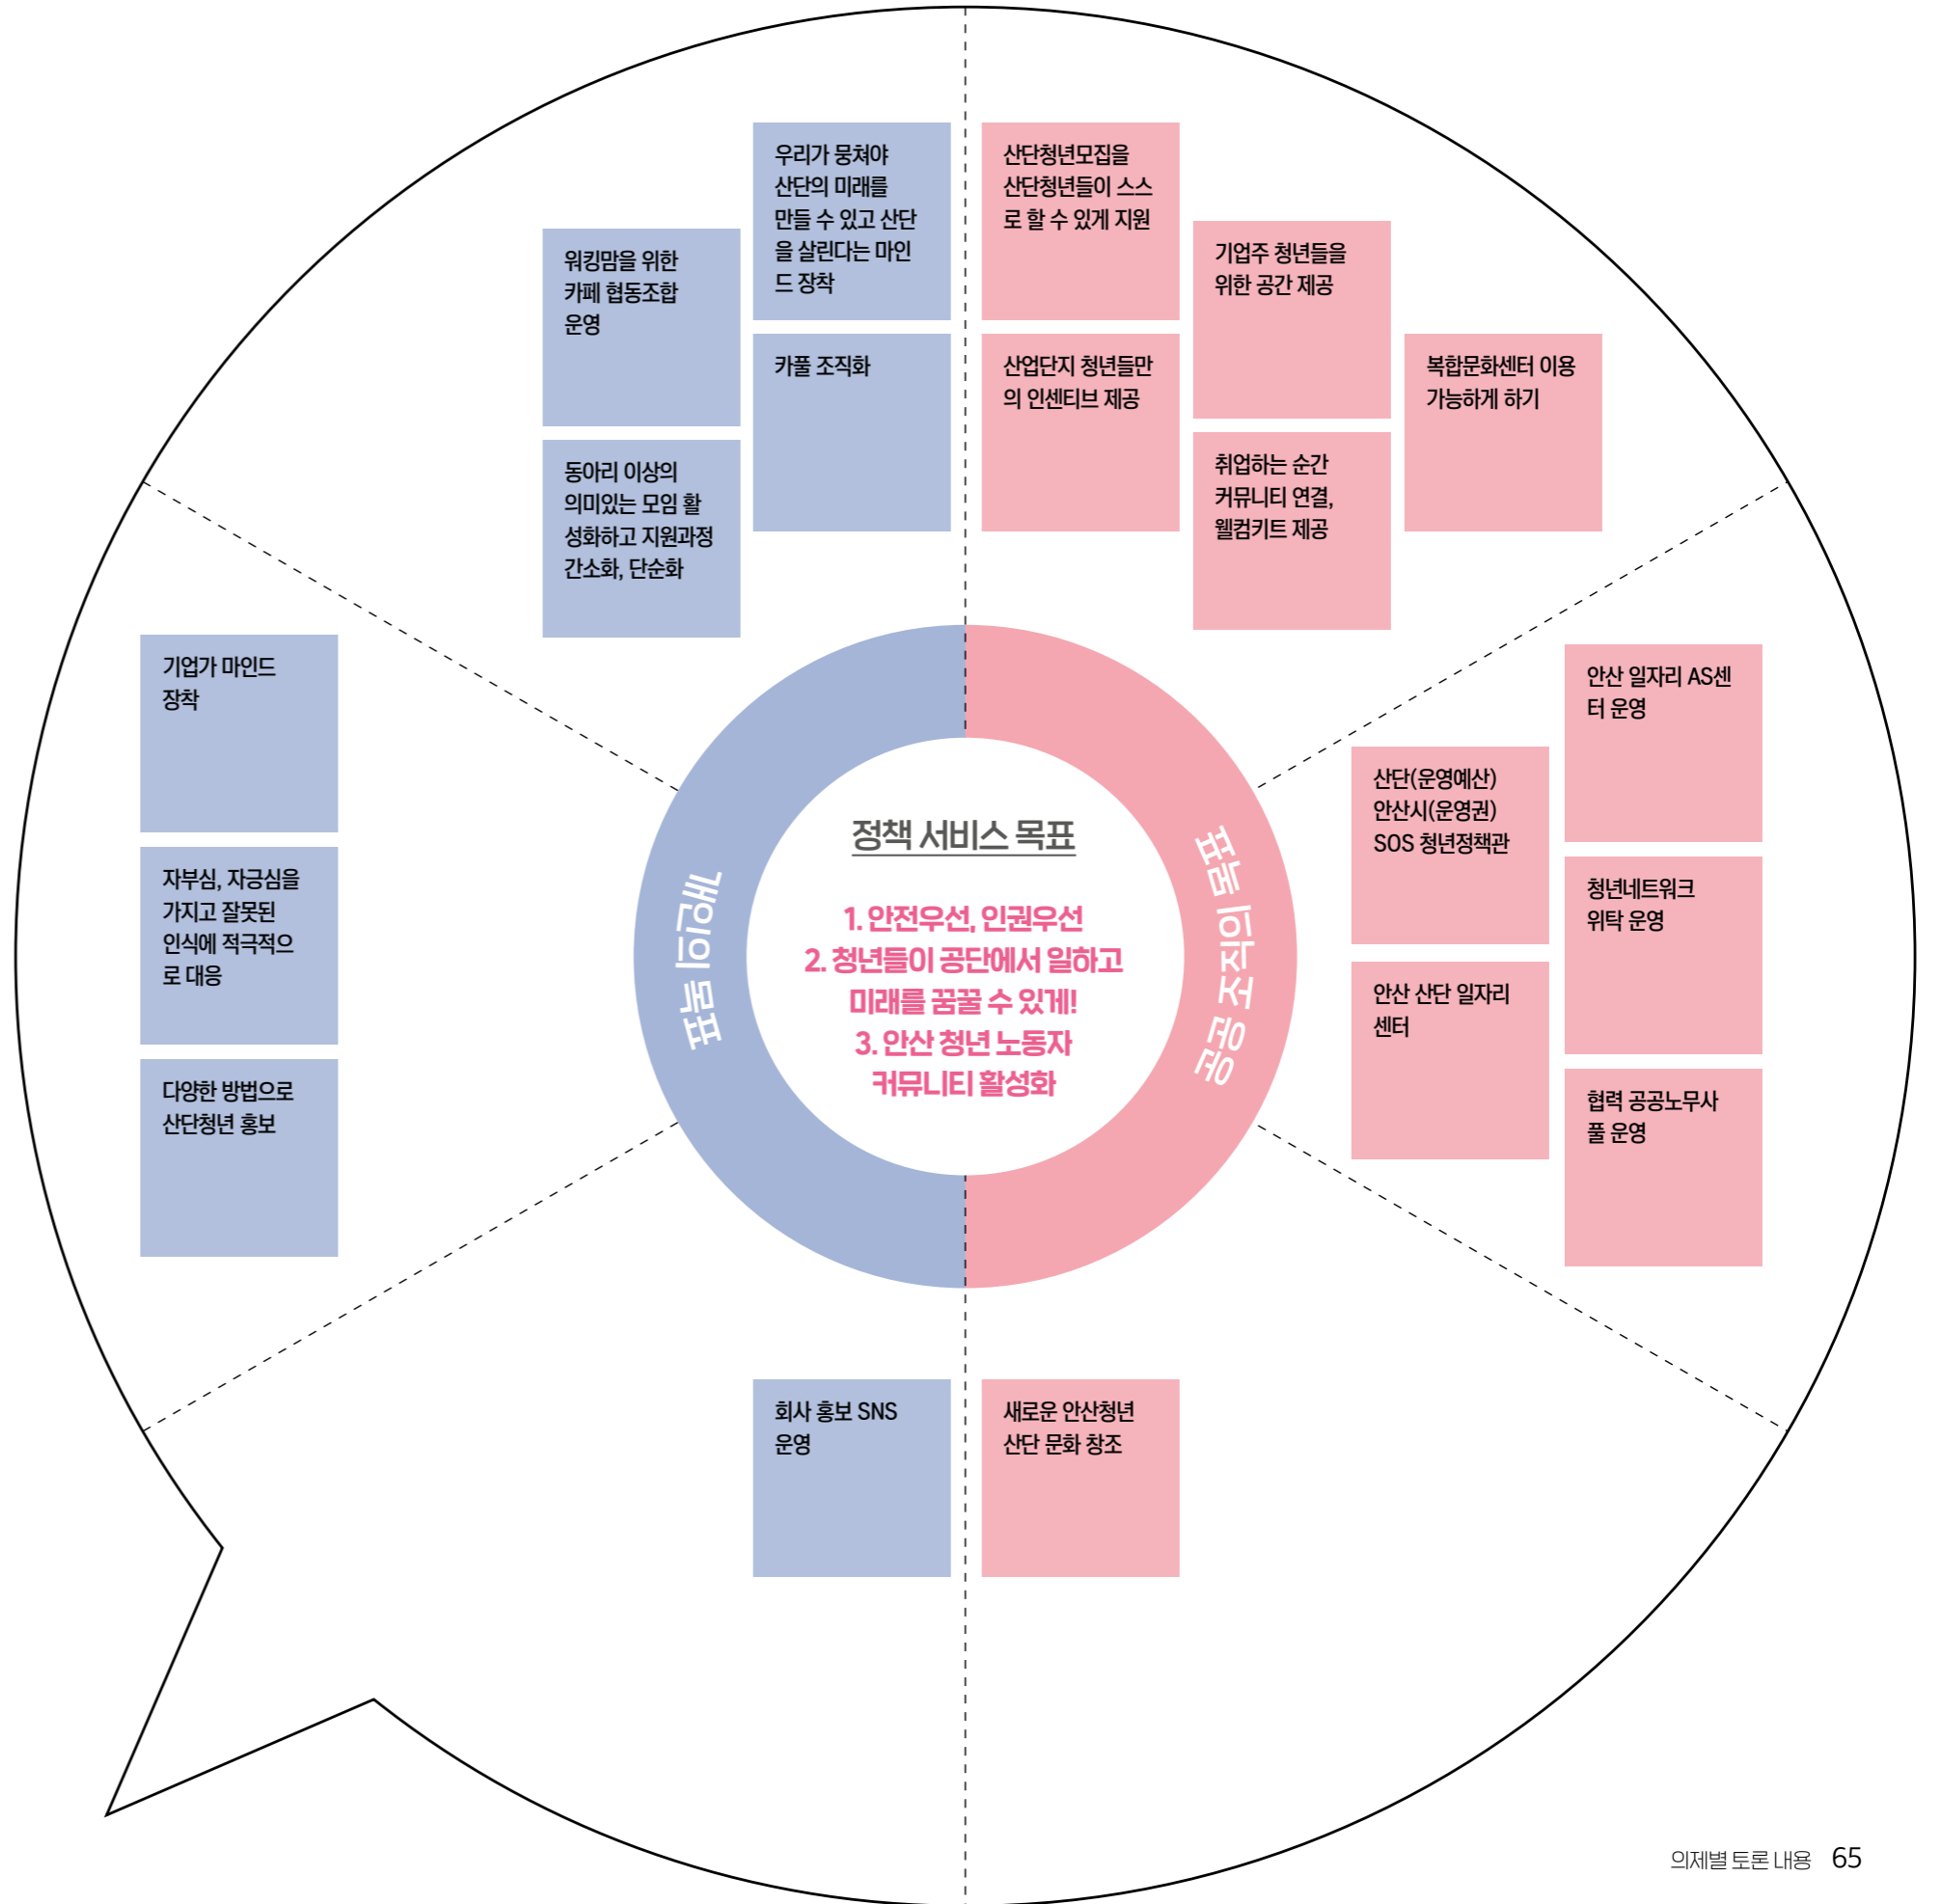 우리가 뭉쳐야
산단의 미래를
만들 수 있고 산단
을 살린다는 마인
드 장착
워킹맘을 위한
카페 협동조합
운영
카풀 조직화
동아리 이상의
의미있는 모임 활
성화하고 지원과정
간소화, 단순화
산단청년모집을
산단청년들이 스스
로 할 수 있게 지원
기업주 청년들을
위한 공간 제공
산업단지 청년들만
의 인센티브 제공
복합문화센터 이용
가능하게 하기
취업하는 순간
커뮤니티 연결,
웰컴키트 제공
기업가 마인드
장착
자부심, 자긍심을
가지고 잘못된
인식에 적극적으
로 대응
다양한 방법으로
산단청년 홍보
개인의 목표
정책 서비스 목표
1. 안전우선, 인권우선
2. 청년들이 공단에서 일하고
미래를 꿈꿀 수 있게!
3. 안산 청년 노동자
커뮤니티 활성화
공공 조직의 목표
안산 일자리 AS센
터 운영
산단(운영예산)
안산시(운영권)
SOS 청년정책관
청년네트워크
위탁 운영
안산 산단 일자리
센터
협력 공공노무사
풀 운영
회사 홍보 SNS
운영
새로운 안산청년
산단 문화 창조
의제별 토론 내용 65